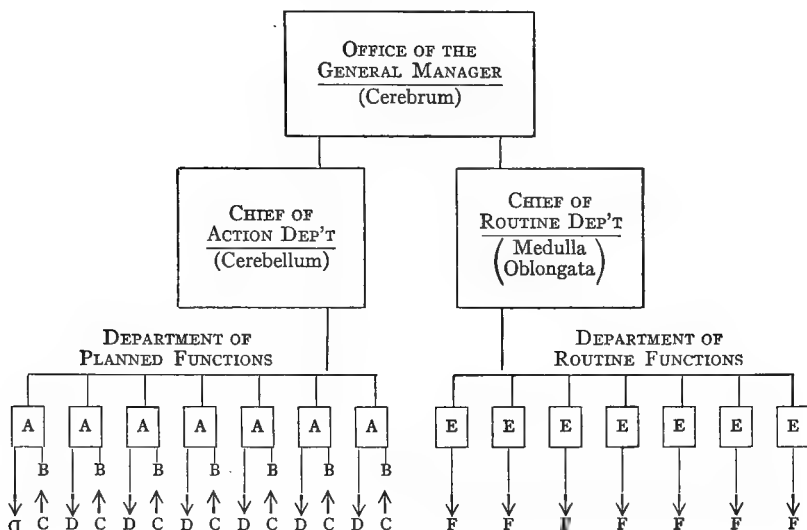 OFFICE OF THE
GENERAL MANAGER
(Cerebrum)
CHIEF OF
ACTION DEP'T
(Cerebellum)
CHIEF OF
ROUTINE DEP'T
(Medulla
Oblongata)
DEPARTMENT OF
PLANNED FUNCTIONS
A A A A A A A
B B B B B B B
C D C D C D C D C D C D C
DEPARTMENT OF
ROUTINE FUNCTIONS
E E E E E E E
F F F F F F